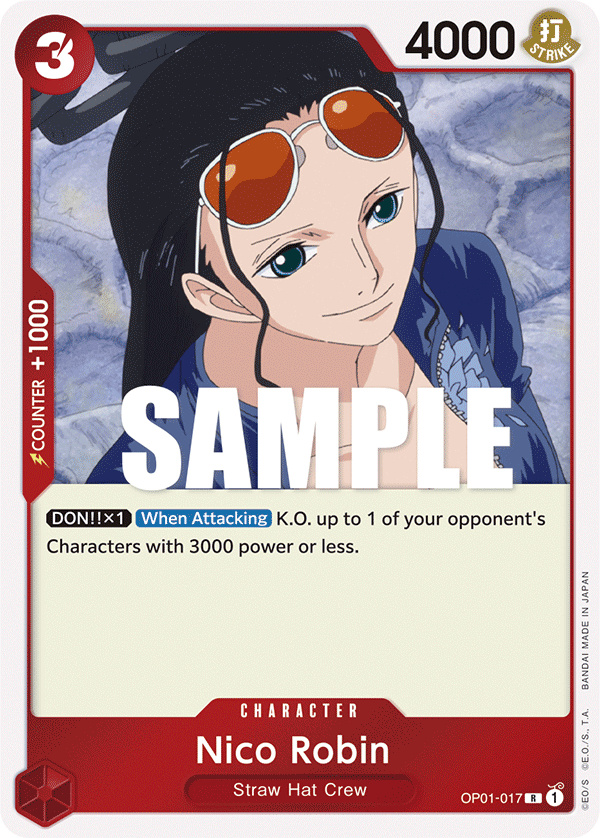 3
4000
打
STRIKE
COUNTER +1000
SAMPLE
DON!!×1 When Attacking K.O. up to 1 of your opponent's
Characters with 3000 power or less.
CHARACTER
Nico Robin
Straw Hat Crew
OP01-017 R 1
©EO/S ©E.O./S., T.A. BANDAI MADE IN JAPAN